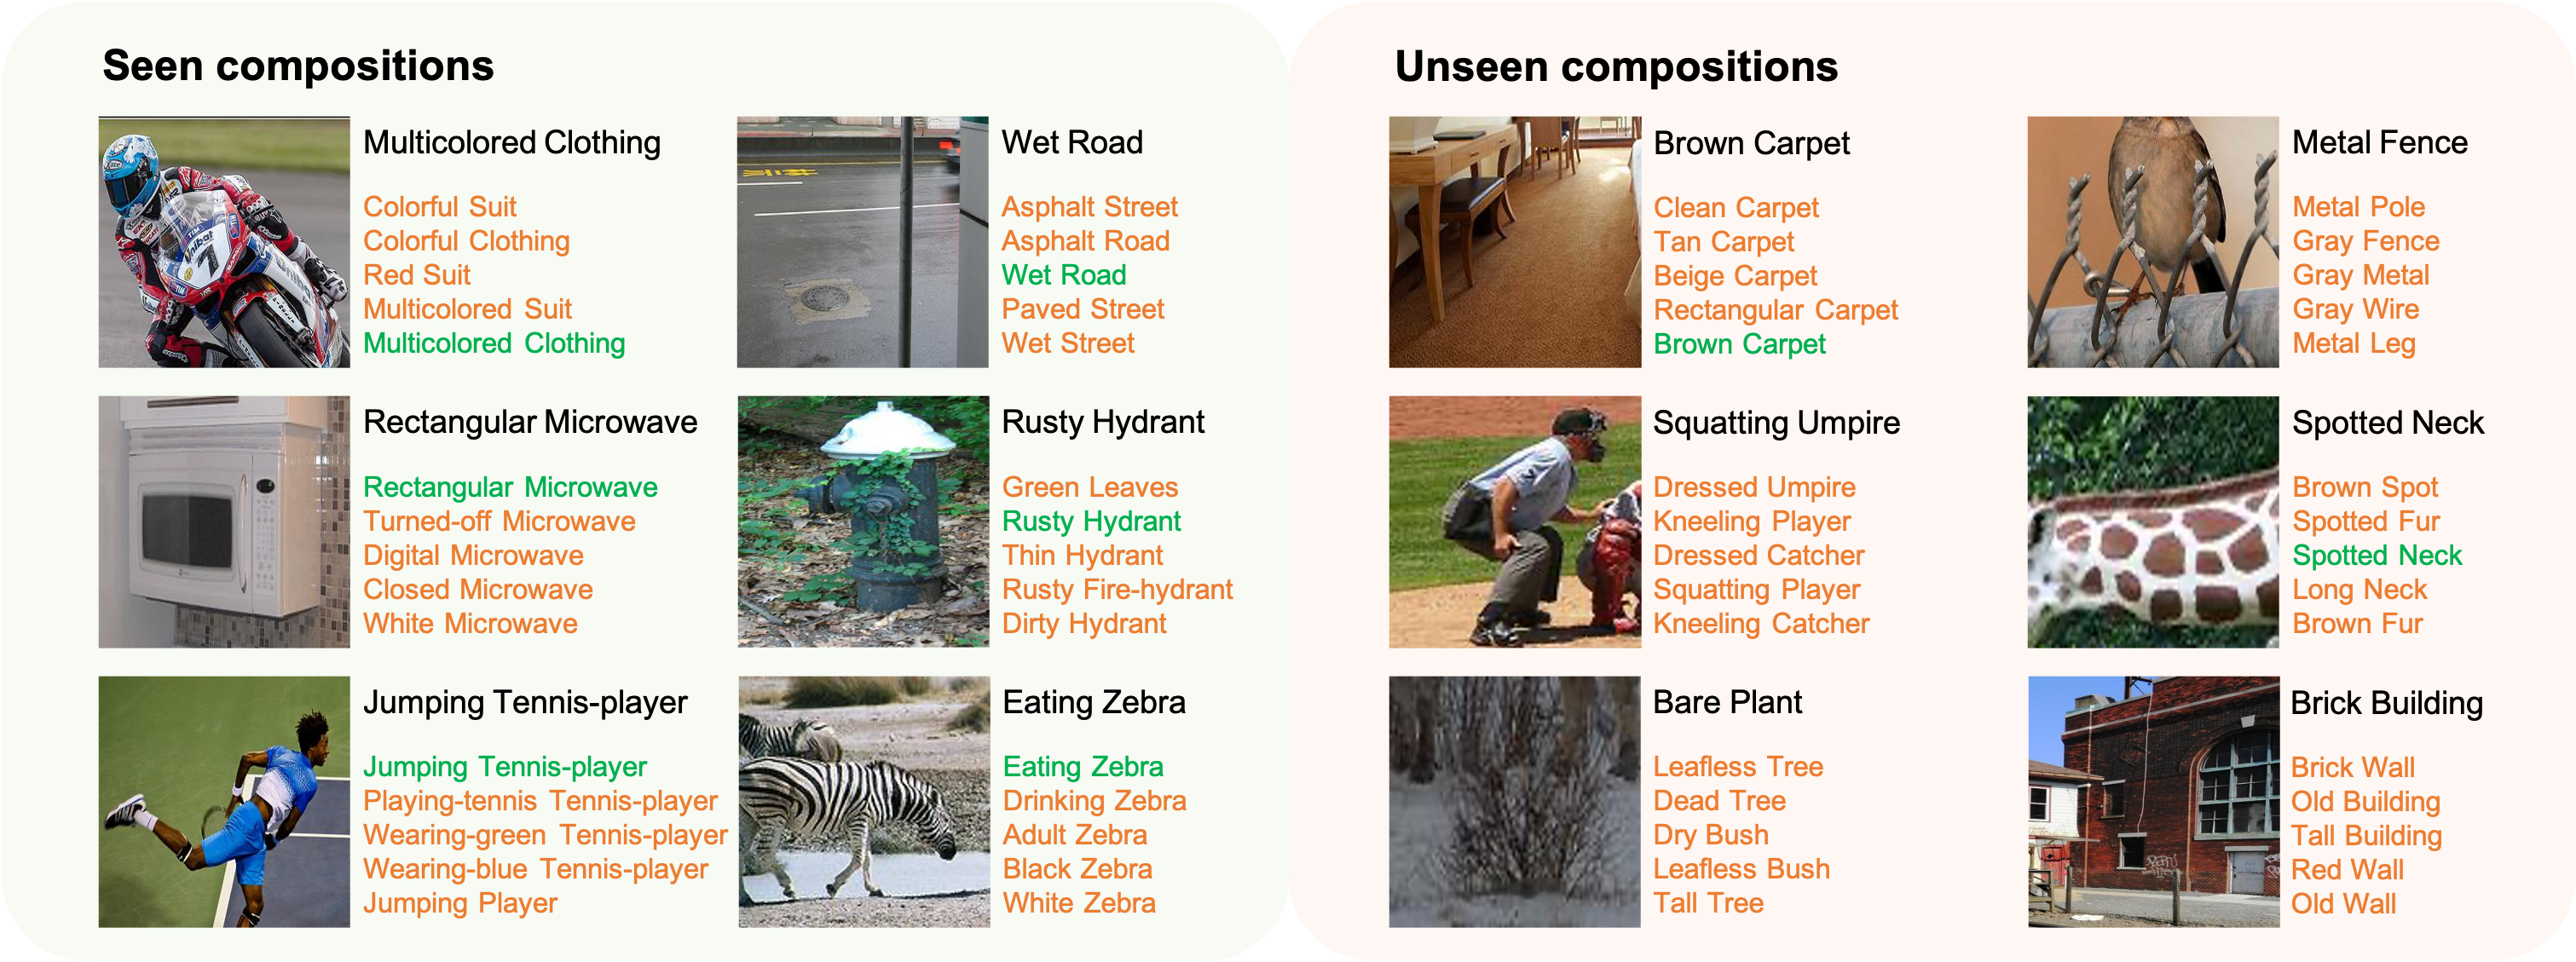 Seen compositions
Multicolored Clothing
Colorful Suit
Colorful Clothing
Red Suit
Multicolored Suit
Multicolored Clothing
Wet Road
Asphalt Street
Asphalt Road
Wet Road
Paved Street
Wet Street
Rectangular Microwave
Rectangular Microwave
Turned-off Microwave
Digital Microwave
Closed Microwave
White Microwave
Rusty Hydrant
Green Leaves
Rusty Hydrant
Thin Hydrant
Rusty Fire-hydrant
Dirty Hydrant
Jumping Tennis-player
Jumping Tennis-player
Playing-tennis Tennis-player
Wearing-green Tennis-player
Wearing-blue Tennis-player
Jumping Player
Eating Zebra
Eating Zebra
Drinking Zebra
Adult Zebra
Black Zebra
White Zebra
Unseen compositions
Brown Carpet
Clean Carpet
Tan Carpet
Beige Carpet
Rectangular Carpet
Brown Carpet
Metal Fence
Metal Pole
Gray Fence
Gray Metal
Gray Wire
Metal Leg
Squatting Umpire
Dressed Umpire
Kneeling Player
Dressed Catcher
Squatting Player
Kneeling Catcher
Spotted Neck
Brown Spot
Spotted Fur
Spotted Neck
Long Neck
Brown Fur
Bare Plant
Leafless Tree
Dead Tree
Dry Bush
Leafless Bush
Tall Tree
Brick Building
Brick Wall
Old Building
Tall Building
Red Wall
Old Wall
7